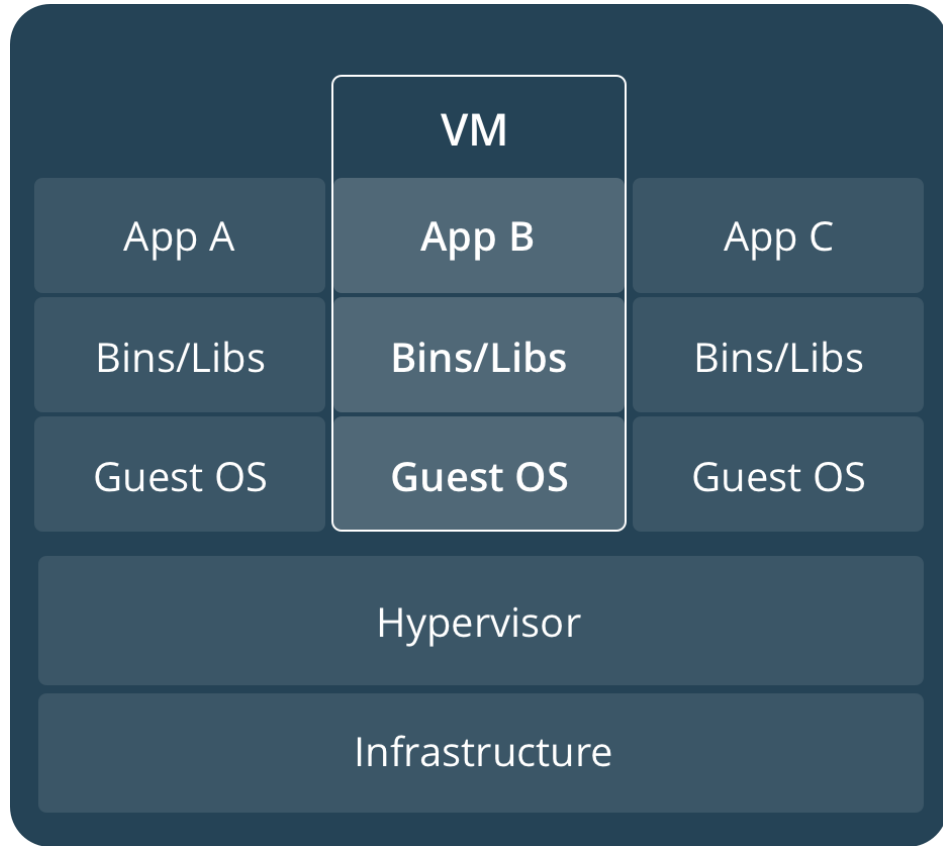 VM
App A
App B
App C
Bins/Libs
Bins/Libs
Bins/Libs
Guest OS
Guest OS
Guest OS
Hypervisor
Infrastructure